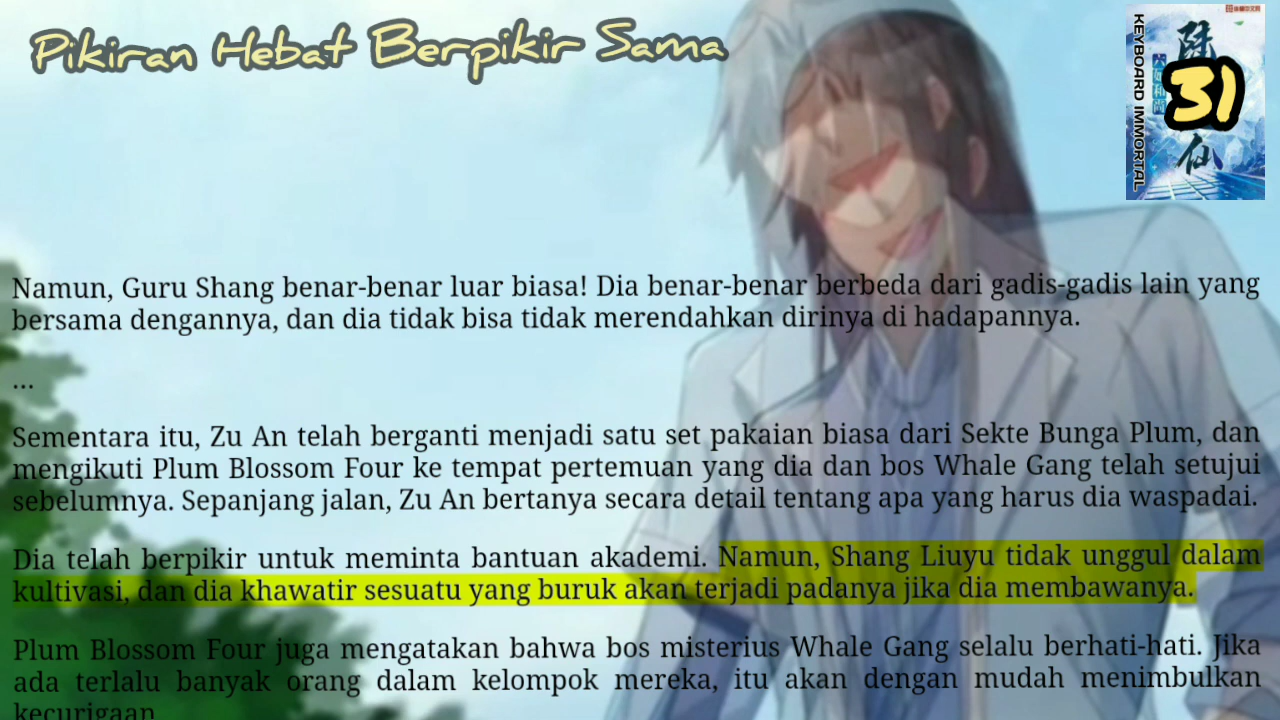 Pikiran Hebat Berpikir Sama
KEYBOARD IMMORTAL
31
Namun, Guru Shang benar-benar luar biasa! Dia benar-benar berbeda dari gadis-gadis lain yang
bersama dengannya, dan dia tidak bisa tidak merendahkan dirinya di hadapannya.
...
Sementara itu, Zu An telah berganti menjadi satu set pakaian biasa dari Sekte Bunga Plum, dan
mengikuti Plum Blossom Four ke tempat pertemuan yang dia dan bos Whale Gang telah setujui
sebelumnya. Sepanjang jalan, Zu An bertanya secara detail tentang apa yang harus dia waspadai.
Dia telah berpikir untuk meminta bantuan akademi. Namun, Shang Liuyu tidak unggul dalam
kultivasi, dan dia khawatir sesuatu yang buruk akan terjadi padanya jika dia membawanya.
Plum Blossom Four juga mengatakan bahwa bos misterius Whale Gang selalu berhati-hati. Jika
ada terlalu banyak orang dalam kelompok mereka, itu akan dengan mudah menimbulkan
kecurigaan